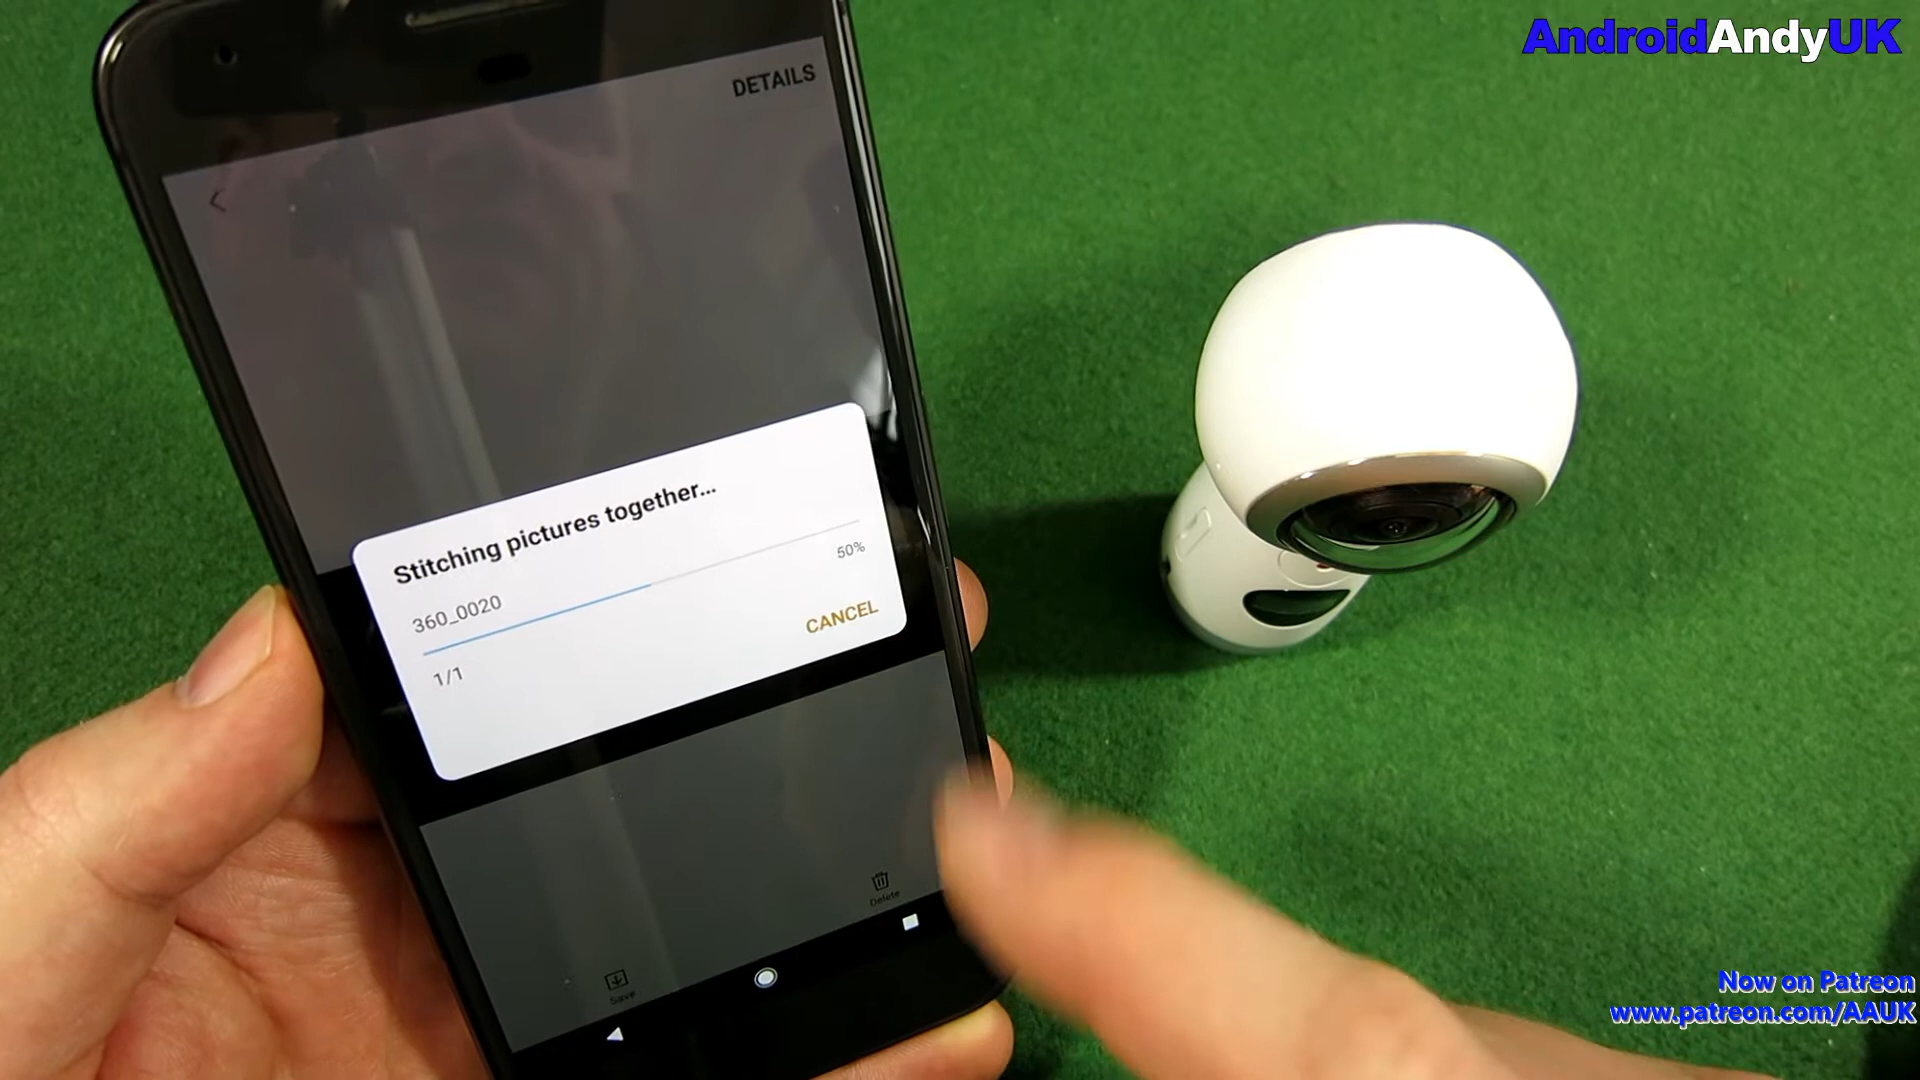 AndroidAndyUK
DETAILS
Stitching pictures together...
360_0020
50%
1/1
CANCEL
Delete
Save
Now on Patreon
www.patreon.com/AAUK